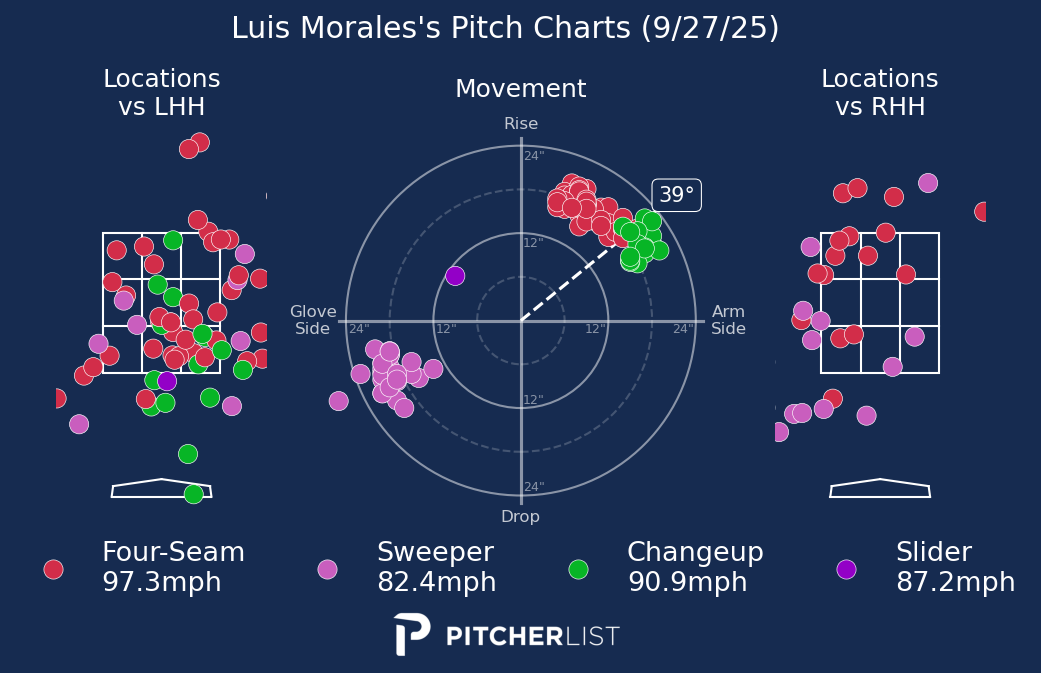 Luis Morales's Pitch Charts (9/27/25)
Locations
vs LHH
Movement
Locations
vs RHH
Rise
24"
39°
12"
Glove
Side
24"
12"
12"
24"
Arm
Side
12"
24"
Drop
Four-Seam
97.3mph
Sweeper
82.4mph
Changeup
90.9mph
Slider
87.2mph
PITCHERLIST